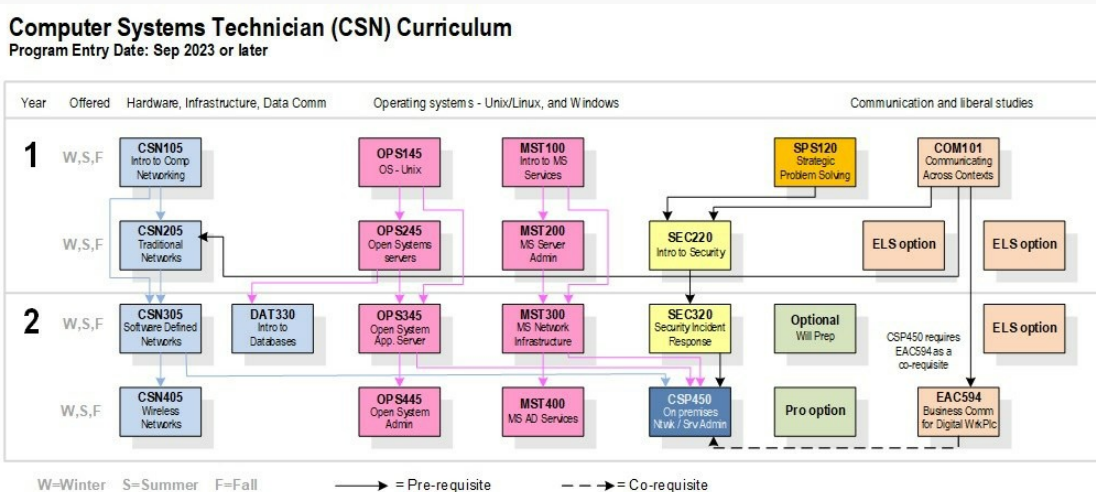 Computer Systems Technician (CSN) Curriculum
Program Entry Date: Sep 2023 or later
Year Offered Hardware, Infrastructure, Data Comm Operating systems - Unix/Linux, and Windows Communication and liberal studies
1
W,S,F
CSN105
Intro to Comp
Networking
OPS145
OS - Unix
MST100
Intro to MS
Services
SPS120
Strategic
Problem Solving
COM101
Communicating
Across Contexts
W,S,F
CSN205
Traditional
Networks
OPS245
Open Systems
servers
MST200
MS Server
Admin
SEC220
Intro to Security
ELS option
ELS option
2
W,S,F
CSN305
Software Defined
Networks
DAT330
Intro to
Databases
OPS345
Open System
App. Server
MST300
MS Network
Infrastructure
SEC320
Security Incident
Response
Optional
Will Prep
CSP450 requires
EAC594 as a
co-requisite
ELS option
W,S,F
CSN405
Wireless
Networks
OPS445
Open System
Admin
MST400
MS AD Services
CSP450
On premises
Ntwk / Srv Admin
Pro option
EAC594
Business Comm
for Digital WrkPlc
W=Winter S=Summer F=Fall = Pre-requisite = Co-requisite